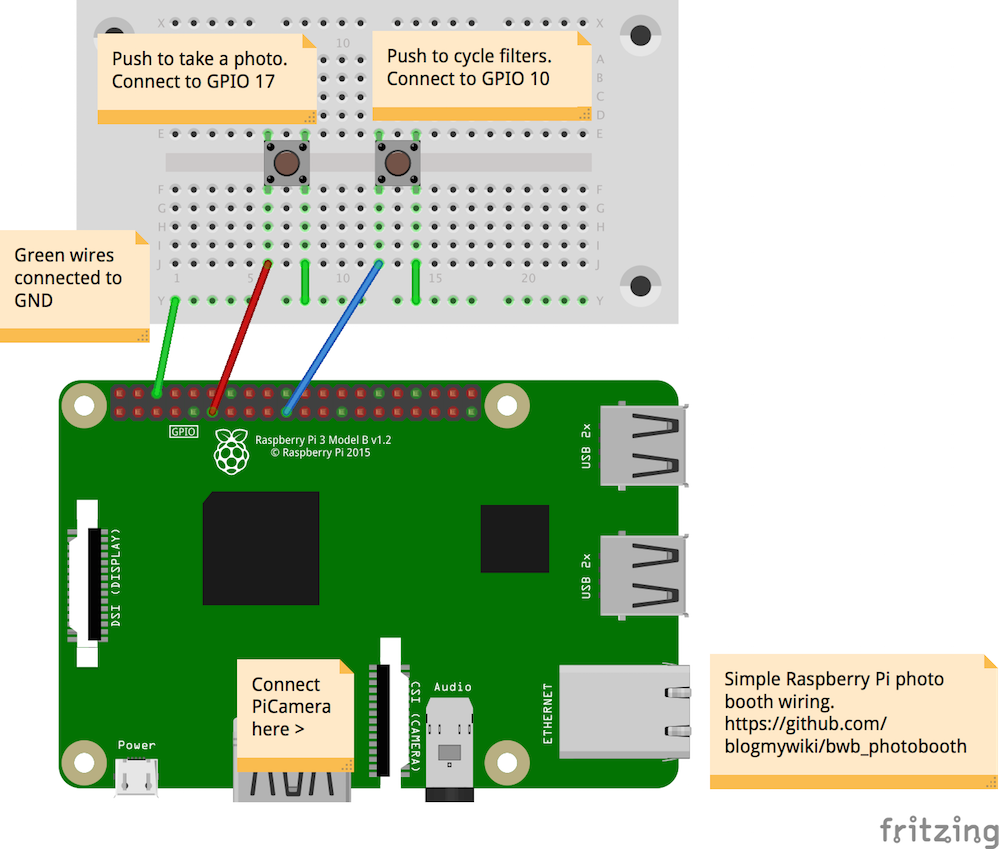 X
X
10
Push to take a photo.
Connect to GPIO 17
Push to cycle filters.
Connect to GPIO 10
A
B
C
D
E
E
F
F
G
G
H
H
I
I
J
J
1
5
10
15
20
Y
Y
Green wires
connected to
GND
GPIO
Raspberry Pi 3 Model B v1.2
© Raspberry Pi 2015
USB 2x
DSI (DISPLAY)
USB 2x
Connect
PiCamera
here >
CSI (CAMERA)
Audio
ETHERNET
Power
Simple Raspberry Pi photo
booth wiring.
https://github.com/
blogmywiki/bwb_photobooth
fritzing